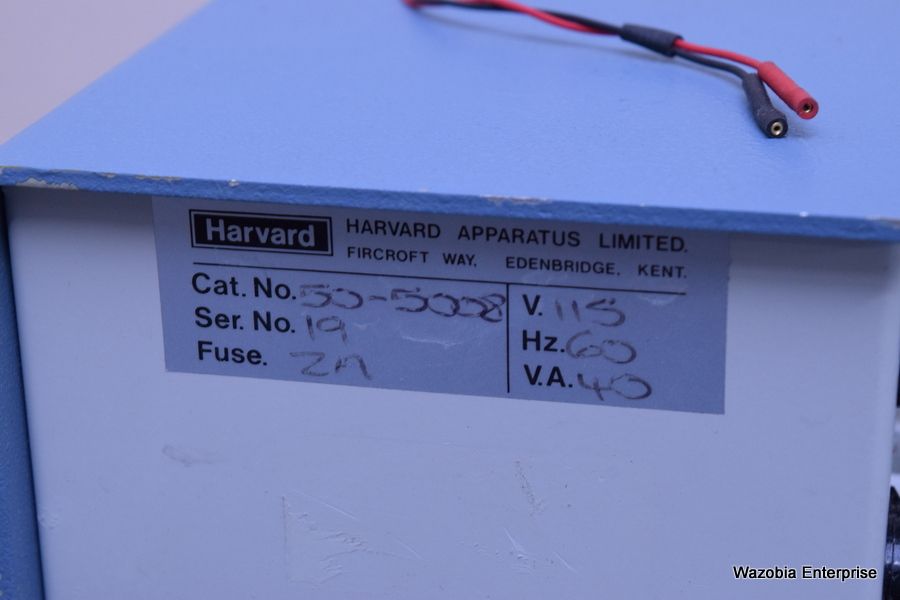 Harvard
HARVARD APPARATUS LIMITED.
FIRCROFT WAY, EDENBRIDGE, KENT.
Cat. No. 50-5008
Ser. No. 19
Fuse. 2A
V. 115
Hz. 60
V.A. 40
Wazobia Enterprise